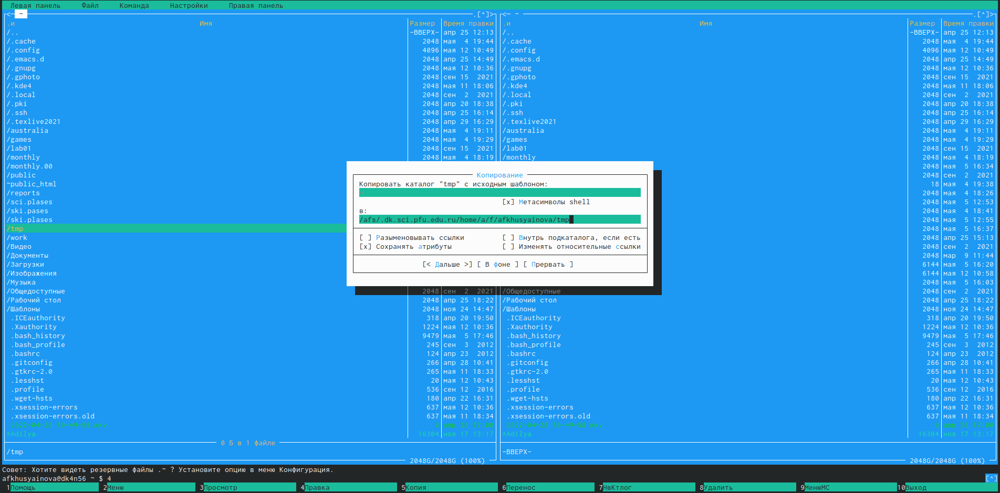 Левая панель Файл Команда Настройки Правая панель
<- ~ .[^]> <- ~ .[^]>
.и Имя Размер Время правки .и Имя Размер Время правки
/.. -ВВЕРХ- апр 25 12:13 /.. -ВВЕРХ- апр 25 12:13
/.cache 2048 мая 4 19:44 /.cache 2048 мая 4 19:44
/.config 4096 мая 12 10:49 /.config 4096 мая 12 10:49
/.emacs.d 2048 апр 25 14:49 /.emacs.d 2048 апр 25 14:49
/.gnupg 2048 мая 12 10:36 /.gnupg 2048 мая 12 10:36
/.gphoto 2048 сен 15 2021 /.gphoto 2048 сен 15 2021
/.kde4 2048 мая 11 18:06 /.kde4 2048 мая 11 18:06
/.local 2048 сен 2 2021 /.local 2048 сен 2 2021
/.pki 2048 апр 20 18:38 /.pki 2048 апр 20 18:38
/.ssh 2048 апр 25 16:14 /.ssh 2048 апр 25 16:14
/.texlive2021 2048 апр 29 16:29 /.texlive2021 2048 апр 29 16:29
/australia 2048 мая 4 19:11 /australia 2048 мая 4 19:11
/games 2048 мая 4 19:29 /games 2048 мая 4 19:29
/lab01 2048 сен 15 2021 /lab01 2048 сен 15 2021
/monthly 2048 мая 4 18:19 /monthly 2048 мая 4 18:19
/monthly.00 2048 мая 5 16:34
/public 2048 сен 2 2021
~public_html 18 мая 4 19:38
/reports 2048 мая 4 18:26
/sci.plases 2048 мая 5 12:53
/ski.pases 2048 мая 4 18:41
/ski.plases 2048 мая 5 12:55
/tmp 2048 мая 5 16:37
/work 2048 апр 25 15:13
/Видео 2048 сен 2 2021
/Документы 2048 мар 9 11:44
/Загрузки 6144 мая 5 16:20
/Изображения 6144 мая 12 10:58
/Музыка 2048 мая 5 16:03
Копирование
Копировать каталог "tmp" с исходным шаблоном:
[x] Метасимволы shell
в:
/afs/.dk.sci.pfu.edu.ru/home/a/f/afkhusyainova/tmp
[ ] Разыменовывать ссылки [ ] Внутрь подкаталога, если есть
[x] Сохранять атрибуты [ ] Изменять относительные ссылки
[< Дальше >] [ В фоне ] [ Прервать ]
/Общедоступные 2048 сен 2 2021 /Общедоступные 2048 сен 2 2021
/Рабочий стол 2048 апр 25 18:22 /Рабочий стол 2048 апр 25 18:22
/Шаблоны 2048 ноя 24 14:47 /Шаблоны 2048 ноя 24 14:47
.ICEauthority 318 апр 20 19:50 .ICEauthority 318 апр 20 19:50
.Xauthority 1224 мая 12 10:36 .Xauthority 1224 мая 12 10:36
.bash_history 9479 мая 5 17:46 .bash_history 9479 мая 5 17:46
.bash_profile 245 сен 3 2012 .bash_profile 245 сен 3 2012
.bashrc 124 апр 23 2012 .bashrc 124 апр 23 2012
.gitconfig 266 апр 28 10:41 .gitconfig 266 апр 28 10:41
.gtkrc-2.0 265 мая 11 18:33 .gtkrc-2.0 265 мая 11 18:33
.lesshst 20 мая 12 10:43 .lesshst 20 мая 12 10:43
.profile 536 сен 12 2016 .profile 536 сен 12 2016
.wget-hsts 180 апр 22 16:31 .wget-hsts 180 апр 22 16:31
.xsession-errors 637 мая 12 10:36 .xsession-errors 637 мая 12 10:36
.xsession-errors.old 637 мая 11 18:34 .xsession-errors.old 637 мая 11 18:34
*Adilya 16304 ноя 17 13:17 *Adilya 16304 ноя 17 13:17
0 Б в 1 файле
/tmp -ВВЕРХ-
2048G/2048G (100%) 2048G/2048G (100%)
Совет: Хотите видеть резервные файлы .~ ? Установите опцию в меню Конфигурация.
afkhusyainova@dk4n56 ~ $ 4 [^]
1Помощь 2Меню 3Просмотр 4Правка 5Копия 6Перенос 7НвКтлог 8Удалить 9МенюMC 10Выход